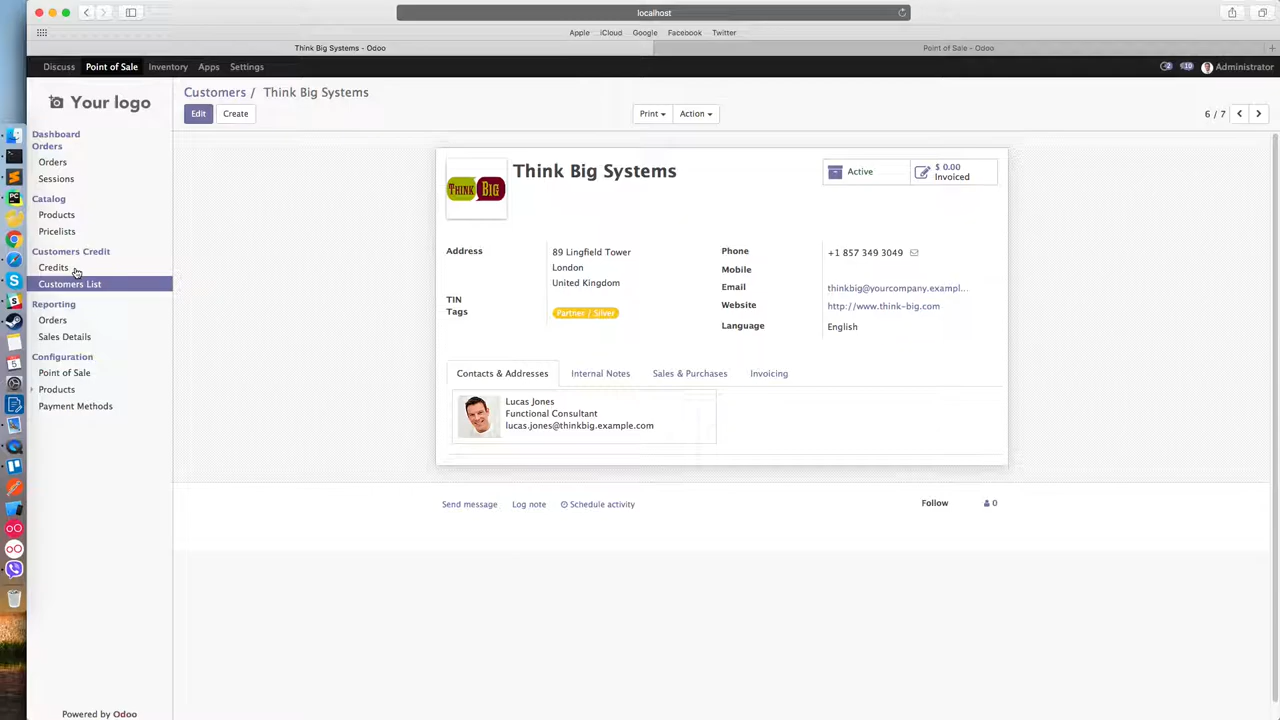 localhost
Apple iCloud Google Facebook Twitter
Think Big Systems - Odoo
Point of Sale - Odoo
Discuss Point of Sale Inventory Apps Settings
Administrator
Your logo
Customers / Think Big Systems
Edit Create
Print Action
6 / 7
Dashboard
Orders
Orders
Sessions
Catalog
Products
Pricelists
Customers Credit
Credits
Customers List
Reporting
Orders
Sales Details
Configuration
Point of Sale
Products
Payment Methods
Powered by Odoo
THINK BIG
Think Big Systems
Active
$ 0.00
Invoiced
Address
89 Lingfield Tower
London
United Kingdom
TIN
Tags
Partner / Silver
Phone
+1 857 349 3049
Mobile
Email
thinkbig@yourcompany.exampl...
Website
http://www.think-big.com
Language
English
Contacts & Addresses Internal Notes Sales & Purchases Invoicing
Lucas Jones
Functional Consultant
lucas.jones@thinkbig.example.com
Send message Log note Schedule activity
Follow 0